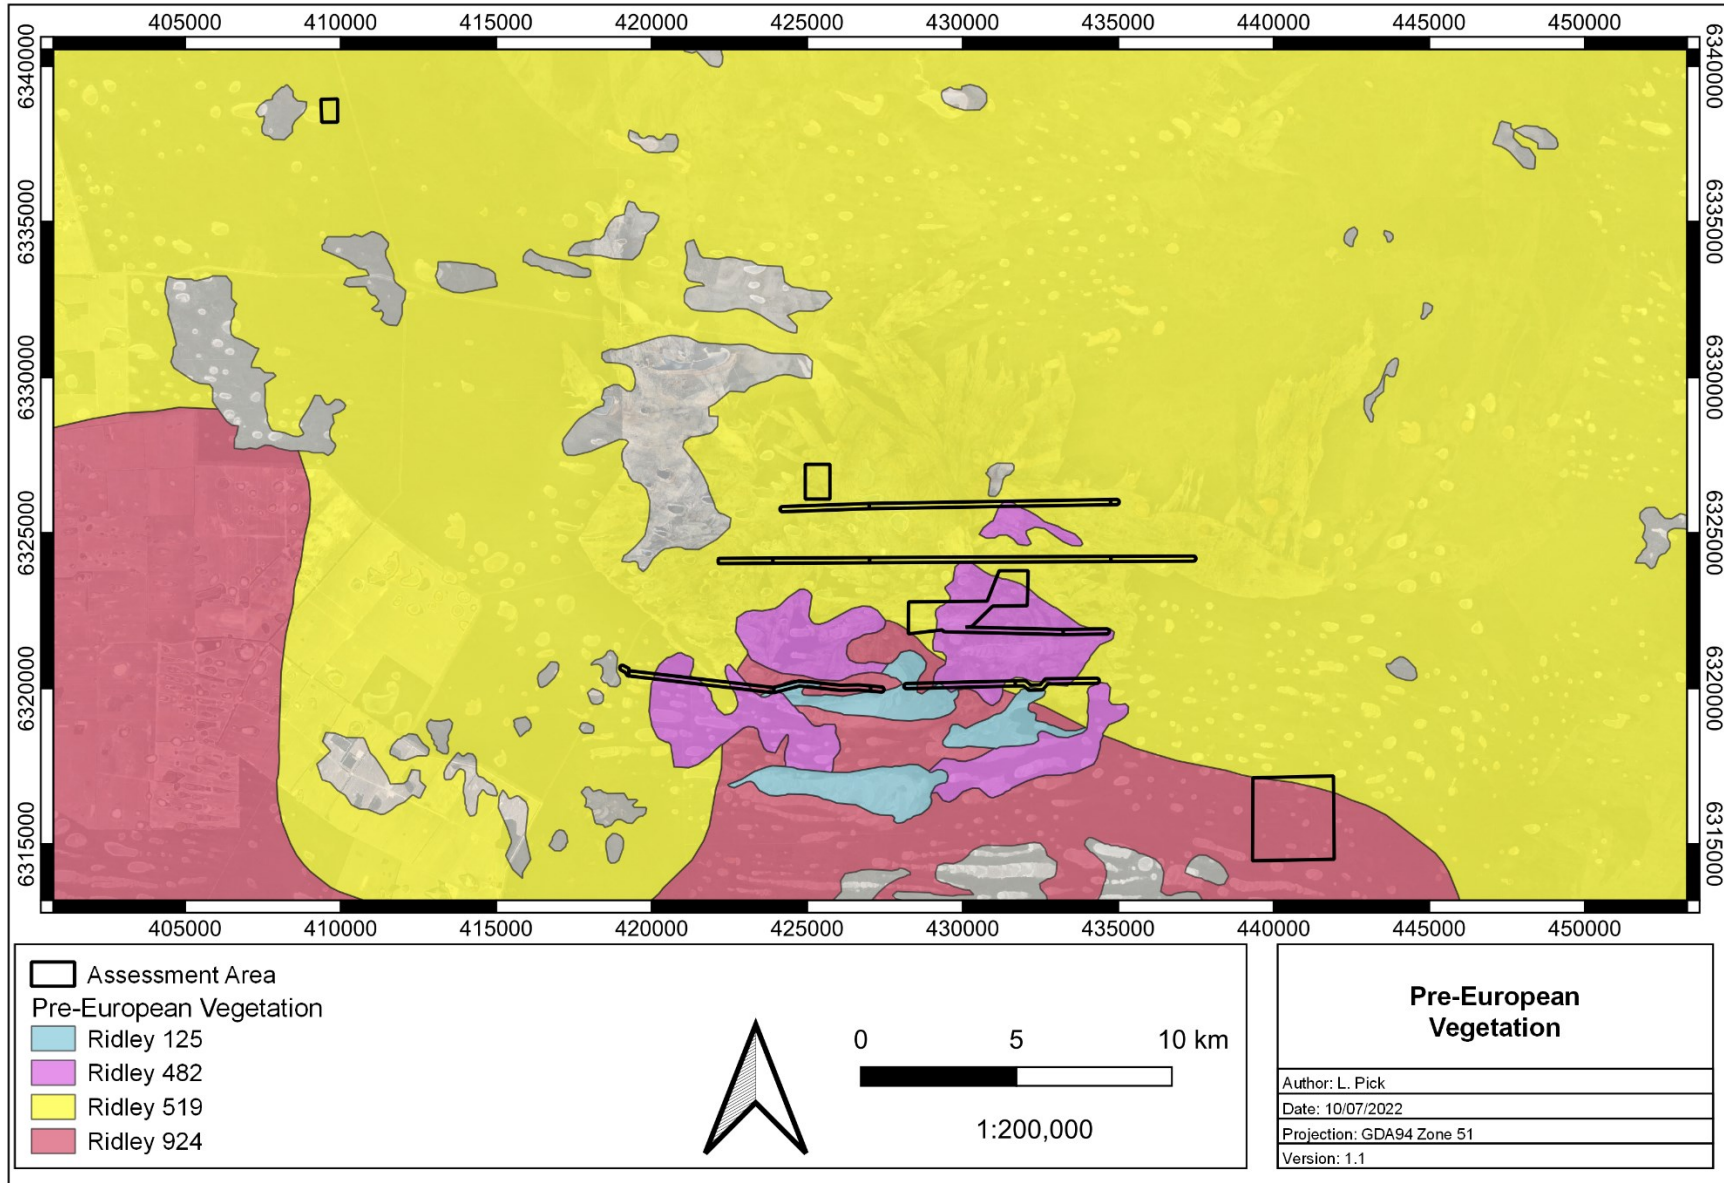 405000 410000 415000 420000 425000 430000 435000 440000 445000 450000
6340000 6340000
6335000 6335000
6330000 6330000
6325000 6325000
6320000 6320000
6315000 6315000
405000 410000 415000 420000 425000 430000 435000 440000 445000 450000
Assessment Area
Pre-European Vegetation
Ridley 125
Ridley 482
Ridley 519
Ridley 924
0 5 10 km
1:200,000
Pre-European
Vegetation
Author: L. Pick
Date: 10/07/2022
Projection: GDA94 Zone 51
Version: 1.1